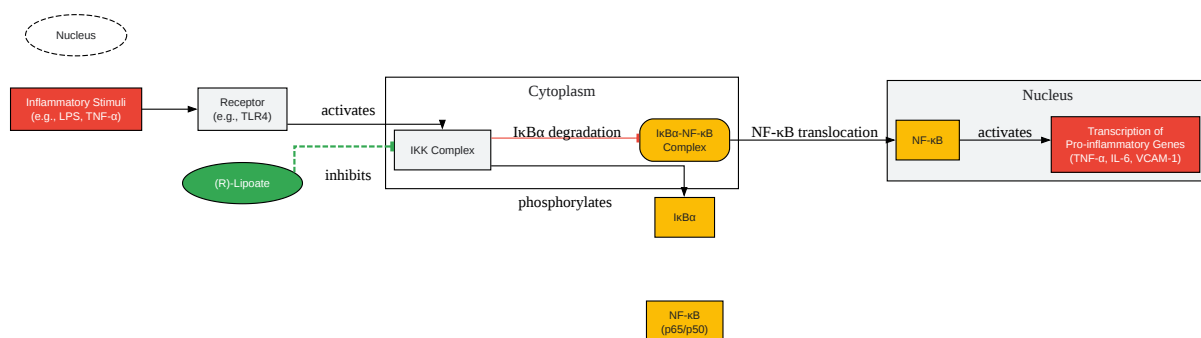 Nucleus
Inflammatory Stimuli
(e.g., LPS, TNF-α)
Receptor
(e.g., TLR4)
activates
(R)-Lipoate
inhibits
Cytoplasm
IKK Complex
IκBα degradation
IκBα-NF-κB
Complex
phosphorylates
IκBα
NF-κB
(p65/p50)
NF-κB translocation
Nucleus
NF-κB
activates
Transcription of
Pro-inflammatory Genes
(TNF-α, IL-6, VCAM-1)